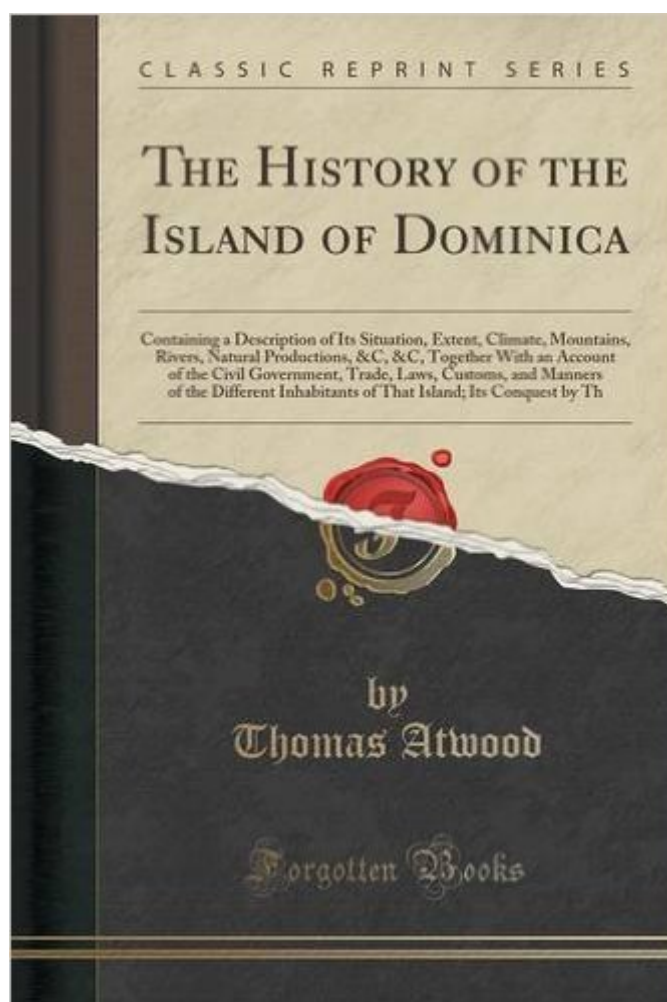 CLASSIC REPRINT SERIES
THE HISTORY OF THE
ISLAND OF DOMINICA
Containing a Description of Its Situation, Extent, Climate, Mountains,
Rivers, Natural Productions, &C, &C, Together With an Account
of the Civil Government, Trade, Laws, Customs, and Manners
of the Different Inhabitants of That Island; Its Conquest by Th
F
by
Thomas Atwood
Forgotten Books